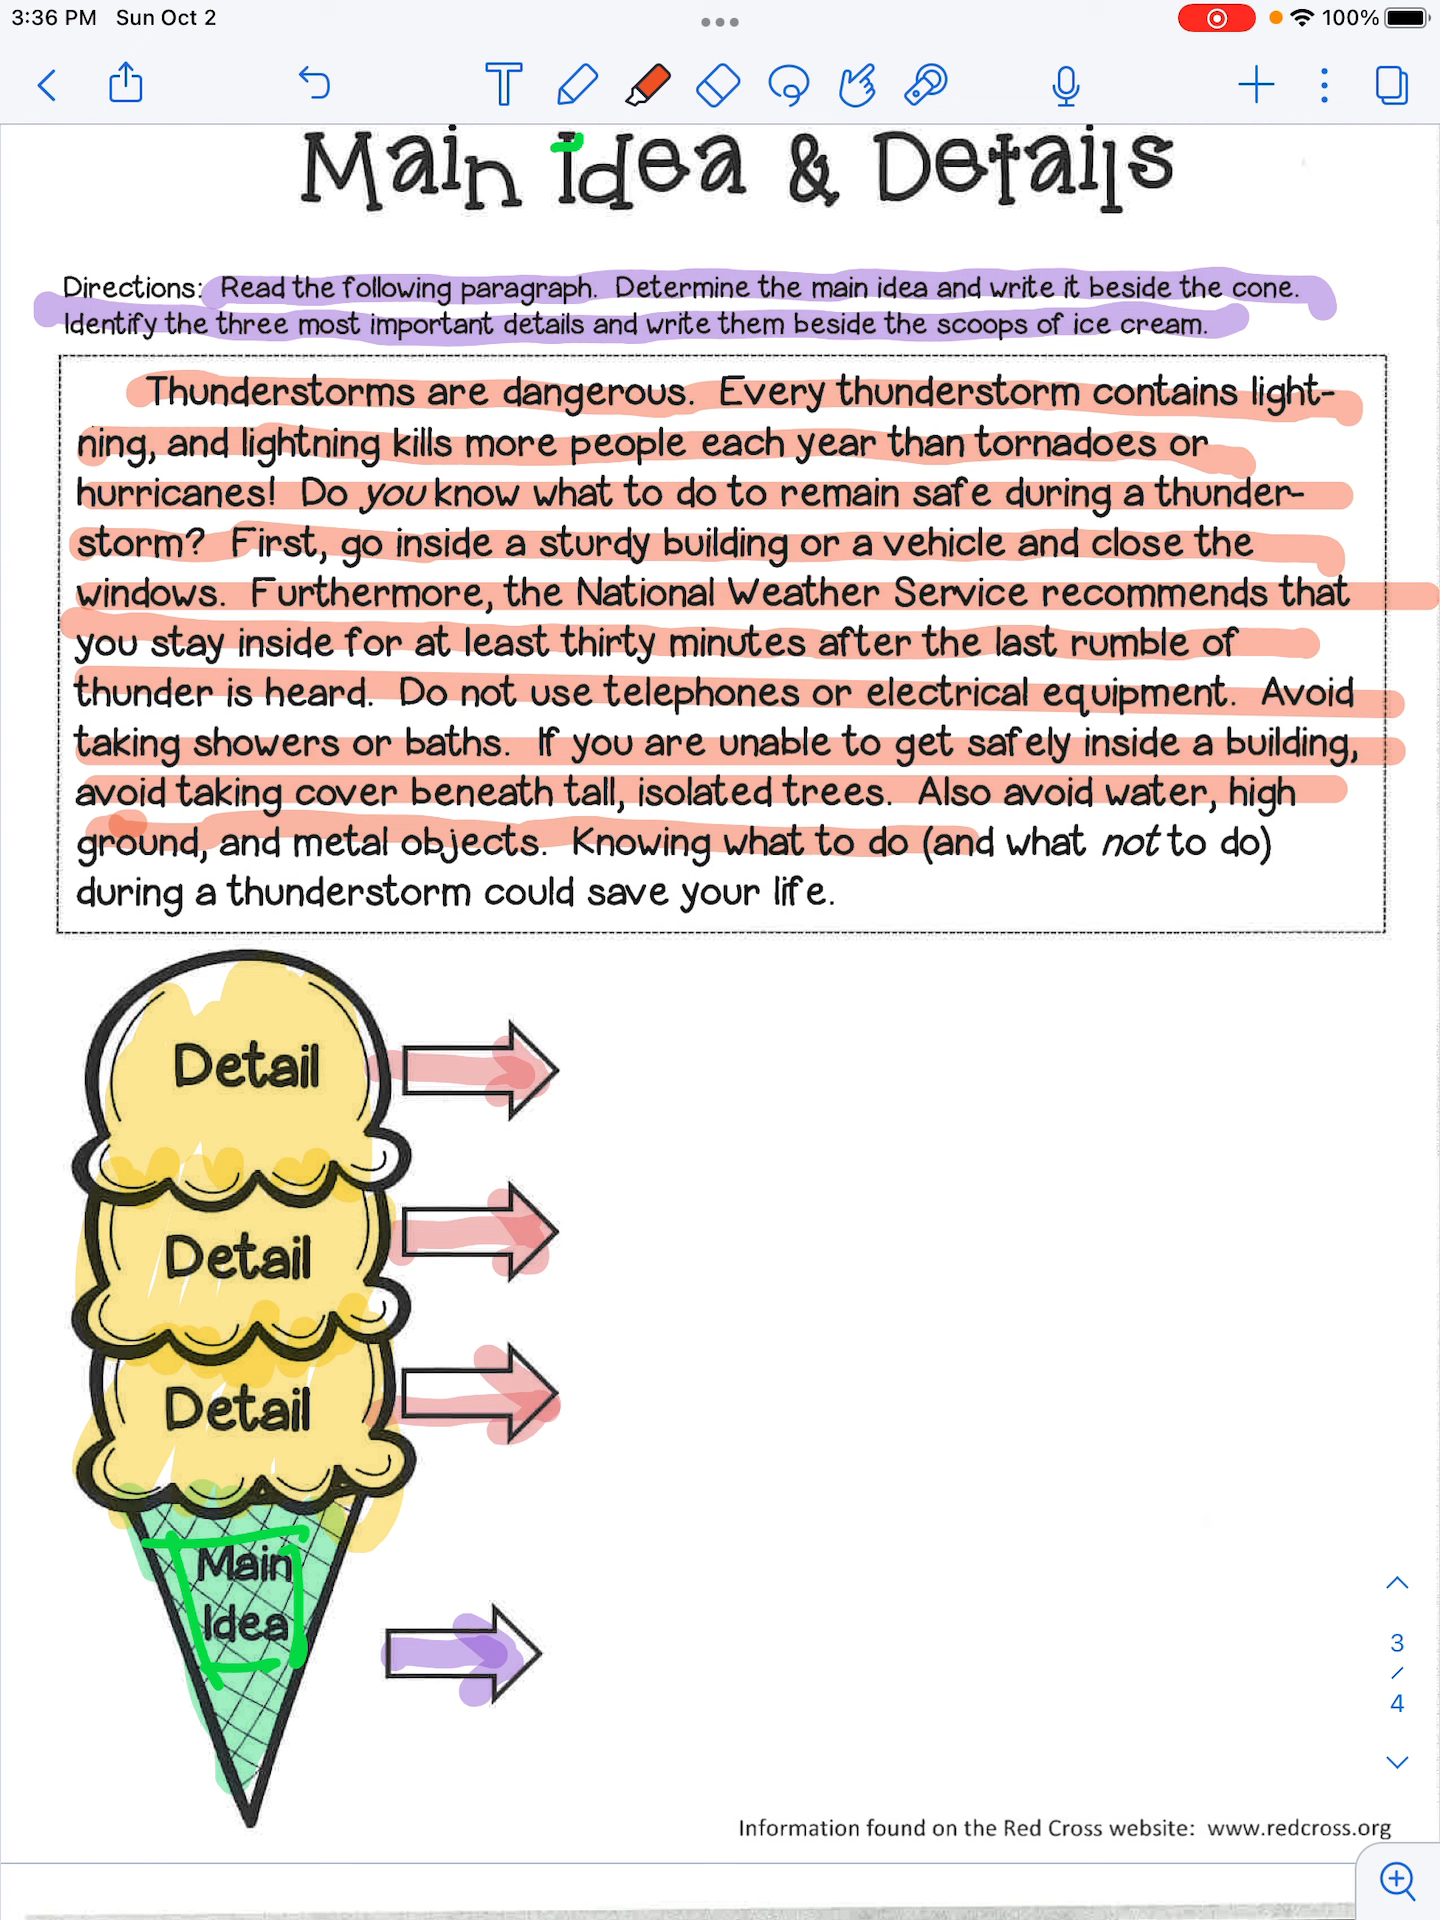 3:36 PM Sun Oct 2
100%
Main Idea & Details
Directions: Read the following paragraph. Determine the main idea and write it beside the cone.
Identify the three most important details and write them beside the scoops of ice cream.
Thunderstorms are dangerous. Every thunderstorm contains light-
ning, and lightning kills more people each year than tornadoes or
hurricanes! Do you know what to do to remain safe during a thunder-
storm? First, go inside a sturdy building or a vehicle and close the
windows. Furthermore, the National Weather Service recommends that
you stay inside for at least thirty minutes after the last rumble of
thunder is heard. Do not use telephones or electrical equipment. Avoid
taking showers or baths. If you are unable to get safely inside a building,
avoid taking cover beneath tall, isolated trees. Also avoid water, high
ground, and metal objects. Knowing what to do (and what not to do)
during a thunderstorm could save your life.
Detail
Detail
Detail
Main
Idea
3
/
4
Information found on the Red Cross website: www.redcross.org